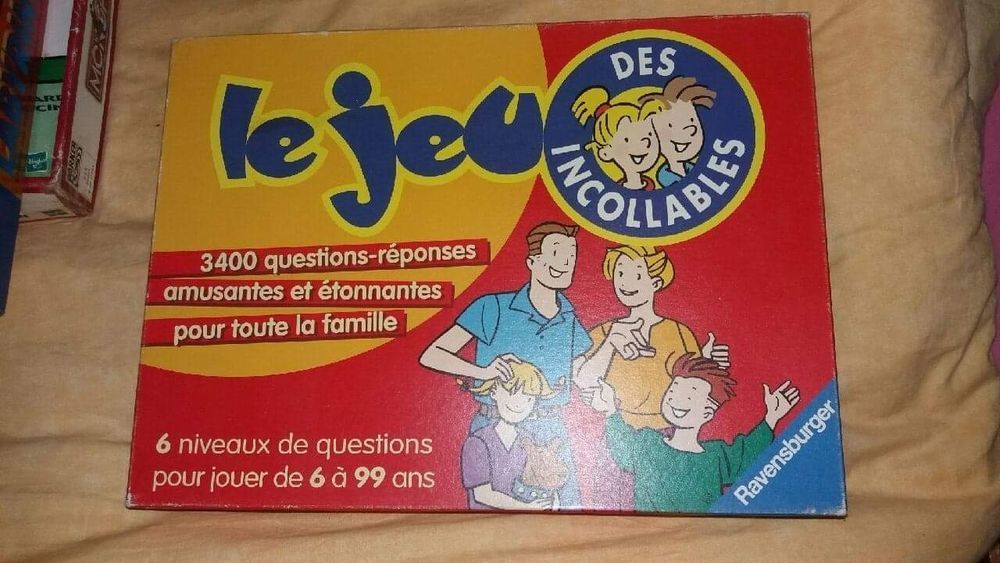 le jeu
DES
INCOLLABLES
3400 questions-réponses
amusantes et étonnantes
pour toute la famille
6 niveaux de questions
pour jouer de 6 à 99 ans
Ravensburger